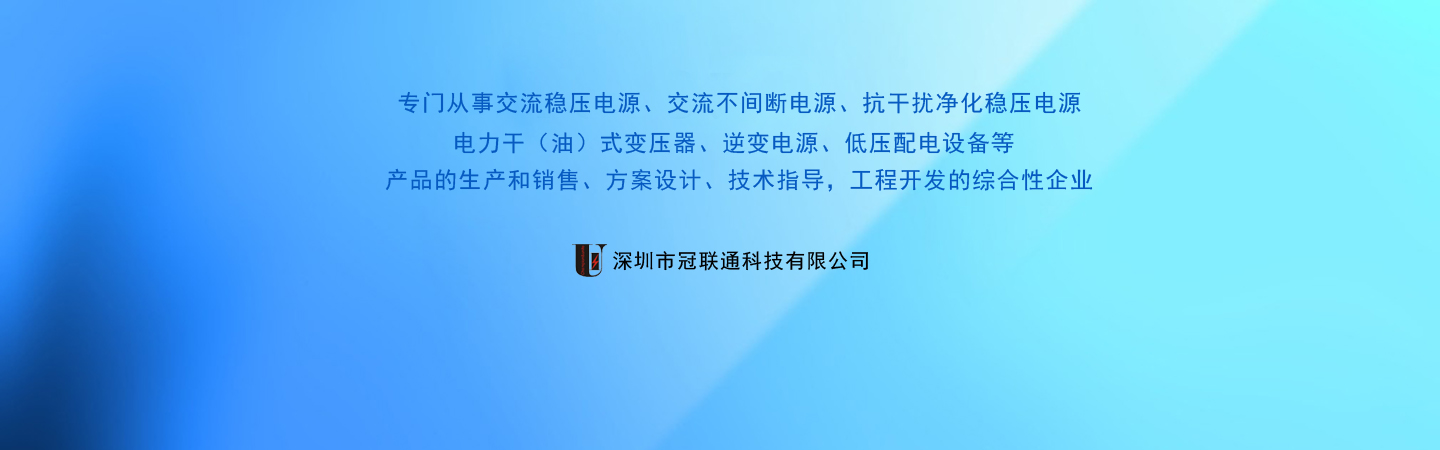 专门从事交流稳压电源、交流不间断电源、抗干扰净化稳压电源
电力干（油）式变压器、逆变电源、低压配电设备等
产品的生产和销售、方案设计、技术指导，工程开发的综合性企业
深圳市冠联通科技有限公司